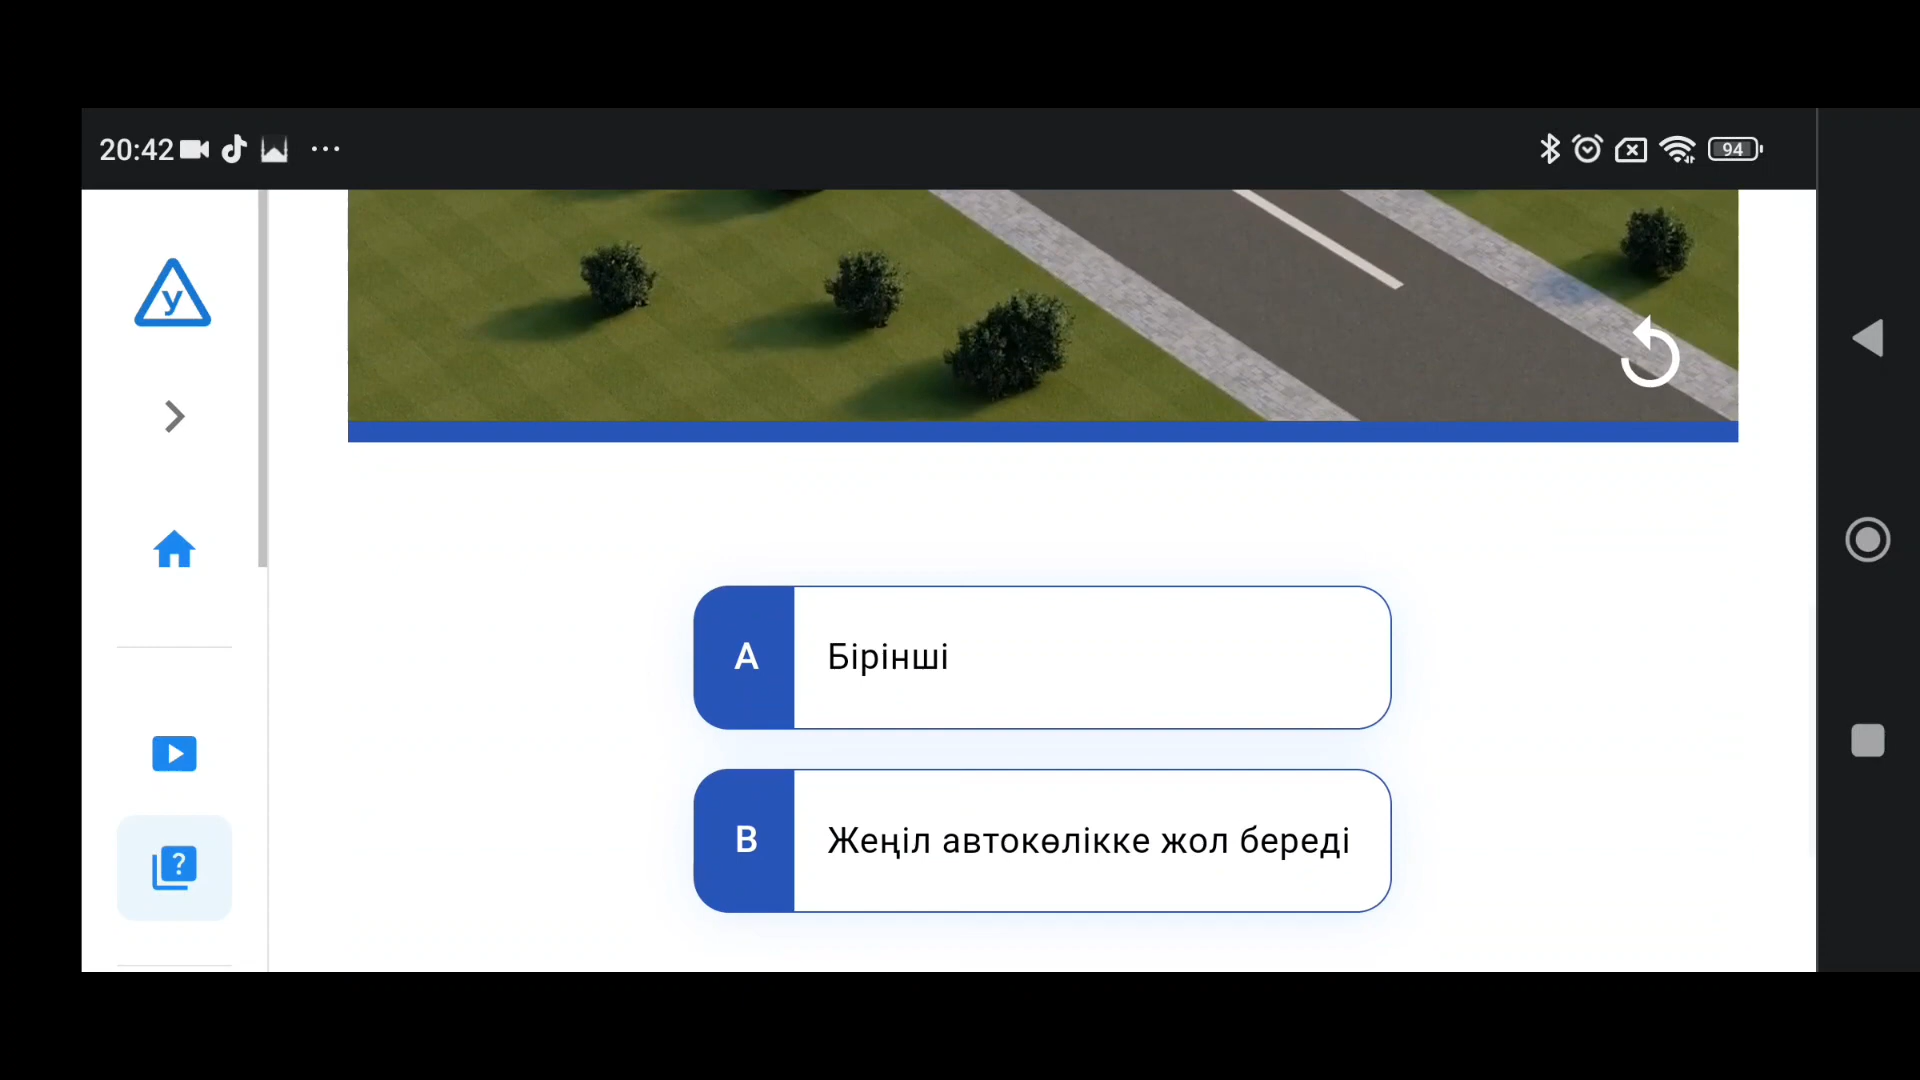 20:42
94
У
?
A
Бірінші
B
Жеңіл автокөлікке жол береді